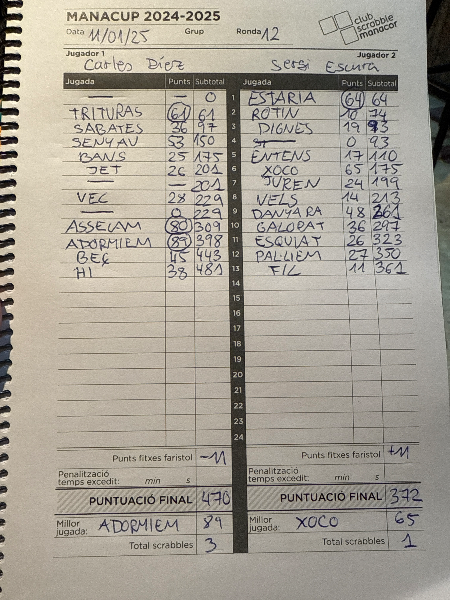 MANACUP 2024-2025
club scrabble manacor
Data 11/01/25 Grup Ronda 12
Jugador 1 Jugador 2
Carles Díez Sergi Escura
Jugada Punts Subtotal Jugada Punts Subtotal
— — 0 1 ESTARIA 64 64
TRITURAS 61 61 2 ROTIN 10 74
SABATES 36 97 3 DIGNES 19 93
SENYAU 53 150 4 — 0 93
BANS 25 175 5 ENTENS 17 110
JET 26 201 6 XOCO 65 175
— — 201 7 JUREN 24 199
VEC 28 229 8 VELS 14 213
— 0 229 9 DANYARA 48 261
ASSECAM 80 309 10 GALOPAT 36 297
ADORMIEM 89 398 11 ESQUIAT 26 323
BEÇ 45 443 12 PALLIEM 27 350
HI 38 481 13 FIL 11 361
14
15
16
17
18
19
20
21
22
23
24
Punts fitxes faristol -11 Punts fitxes faristol +11
Penalització temps excedit: min s Penalització temps excedit: min s
PUNTUACIÓ FINAL 470 PUNTUACIÓ FINAL 372
Millor jugada: ADORMIEM 89 Millor jugada: XOCO 65
Total scrabbles 3 Total scrabbles 1